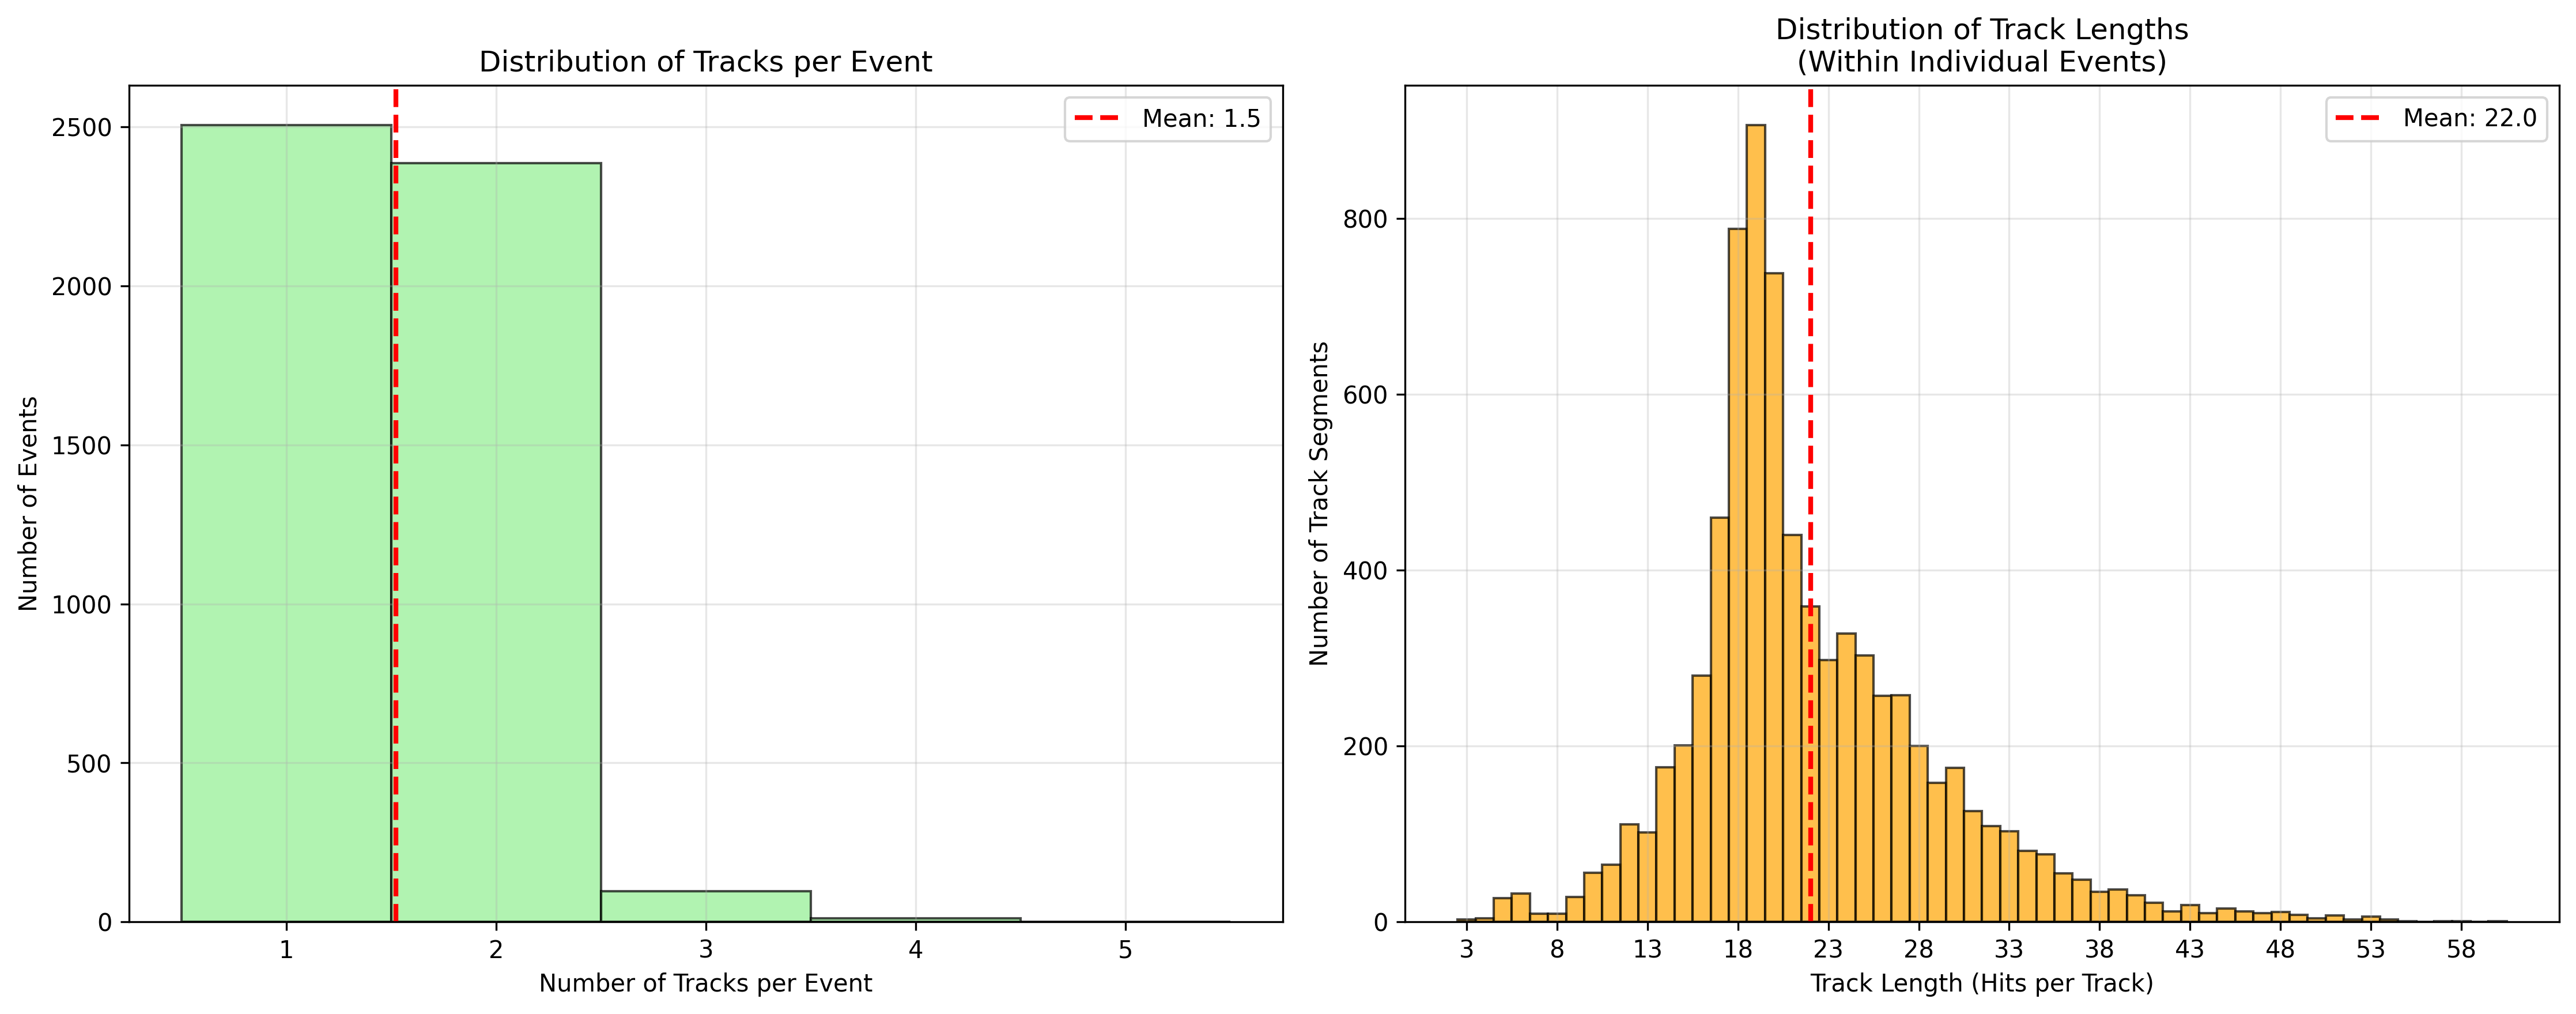 Distribution of Tracks per Event
Mean: 1.5
Number of Events
2500
2000
1500
1000
500
0
1 2 3 4 5
Number of Tracks per Event
Distribution of Track Lengths
(Within Individual Events)
Mean: 22.0
Number of Track Segments
800
600
400
200
0
3 8 13 18 23 28 33 38 43 48 53 58
Track Length (Hits per Track)